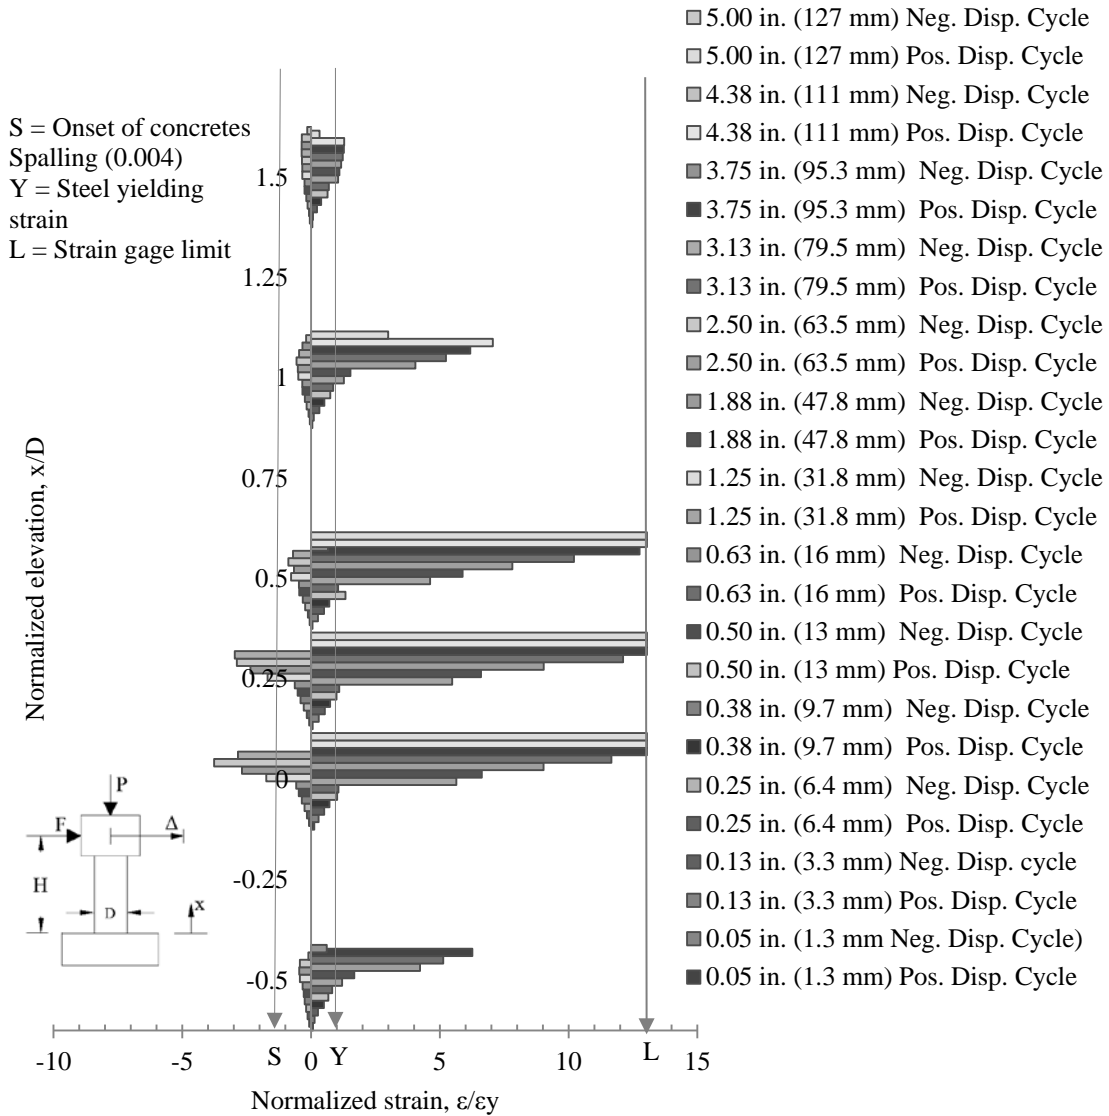 S = Onset of concretes
Spalling (0.004)
Y = Steel yielding
strain
L = Strain gage limit
Normalized elevation, x/D
1.5
1.25
1
0.75
0.5
0.25
0
-0.25
-0.5
P
F
Δ
H
D
x
-10
-5
S
0
Y
5
10
L
15
Normalized strain, ε/εy
5.00 in. (127 mm) Neg. Disp. Cycle
5.00 in. (127 mm) Pos. Disp. Cycle
4.38 in. (111 mm) Neg. Disp. Cycle
4.38 in. (111 mm) Pos. Disp. Cycle
3.75 in. (95.3 mm) Neg. Disp. Cycle
3.75 in. (95.3 mm) Pos. Disp. Cycle
3.13 in. (79.5 mm) Neg. Disp. Cycle
3.13 in. (79.5 mm) Pos. Disp. Cycle
2.50 in. (63.5 mm) Neg. Disp. Cycle
2.50 in. (63.5 mm) Pos. Disp. Cycle
1.88 in. (47.8 mm) Neg. Disp. Cycle
1.88 in. (47.8 mm) Pos. Disp. Cycle
1.25 in. (31.8 mm) Neg. Disp. Cycle
1.25 in. (31.8 mm) Pos. Disp. Cycle
0.63 in. (16 mm) Neg. Disp. Cycle
0.63 in. (16 mm) Pos. Disp. Cycle
0.50 in. (13 mm) Neg. Disp. Cycle
0.50 in. (13 mm) Pos. Disp. Cycle
0.38 in. (9.7 mm) Neg. Disp. Cycle
0.38 in. (9.7 mm) Pos. Disp. Cycle
0.25 in. (6.4 mm) Neg. Disp. Cycle
0.25 in. (6.4 mm) Pos. Disp. Cycle
0.13 in. (3.3 mm) Neg. Disp. cycle
0.13 in. (3.3 mm) Pos. Disp. Cycle
0.05 in. (1.3 mm Neg. Disp. Cycle)
0.05 in. (1.3 mm) Pos. Disp. Cycle